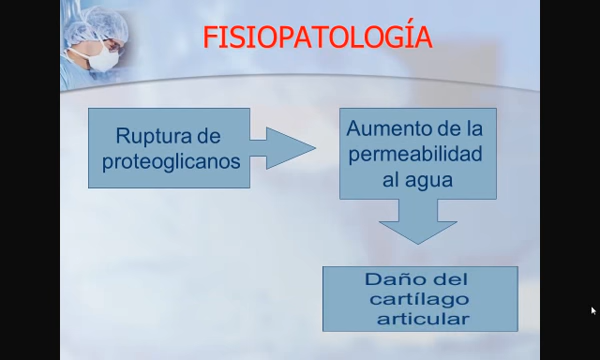 FISIOPATOLOGÍA
Ruptura de
proteoglicanos
Aumento de la
permeabilidad
al agua
Daño del
cartílago
articular